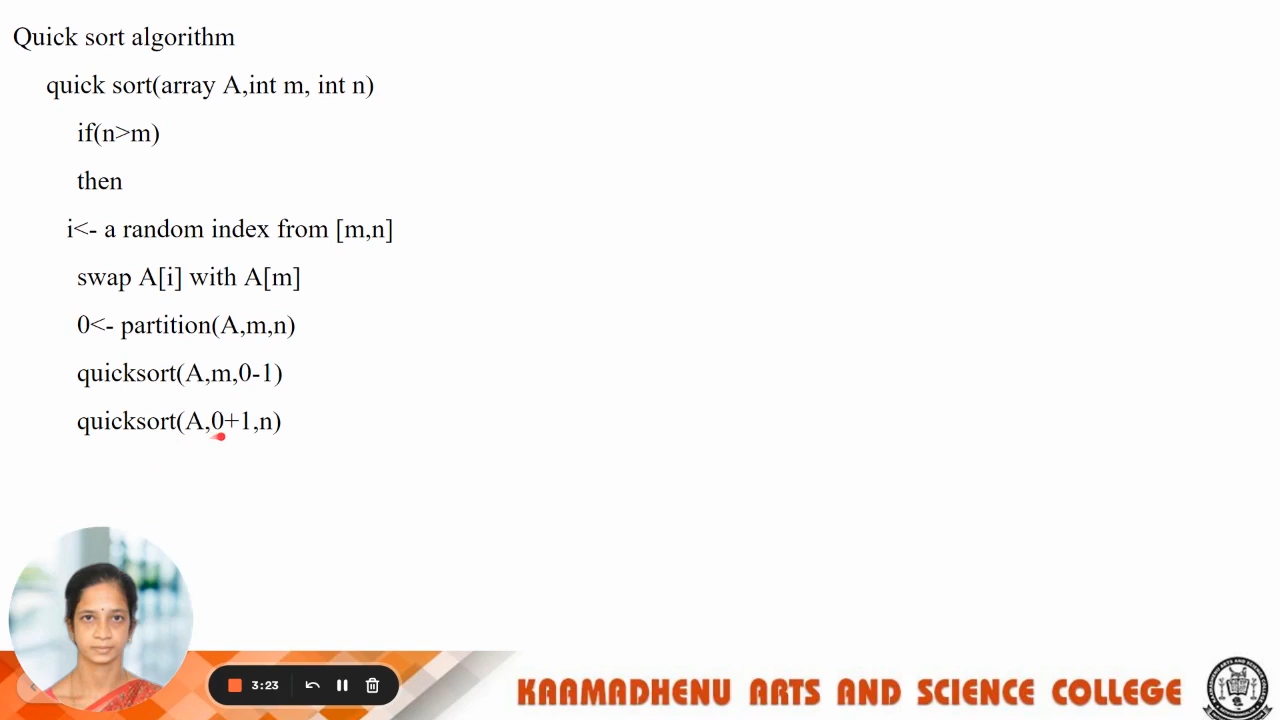 Quick sort algorithm
quick sort(array A,int m, int n)
if(n>m)
then
i<- a random index from [m,n]
swap A[i] with A[m]
0<- partition(A,m,n)
quicksort(A,m,0-1)
quicksort(A,0+1,n)
3:23
KAAMADHENU ARTS AND SCIENCE COLLEGE